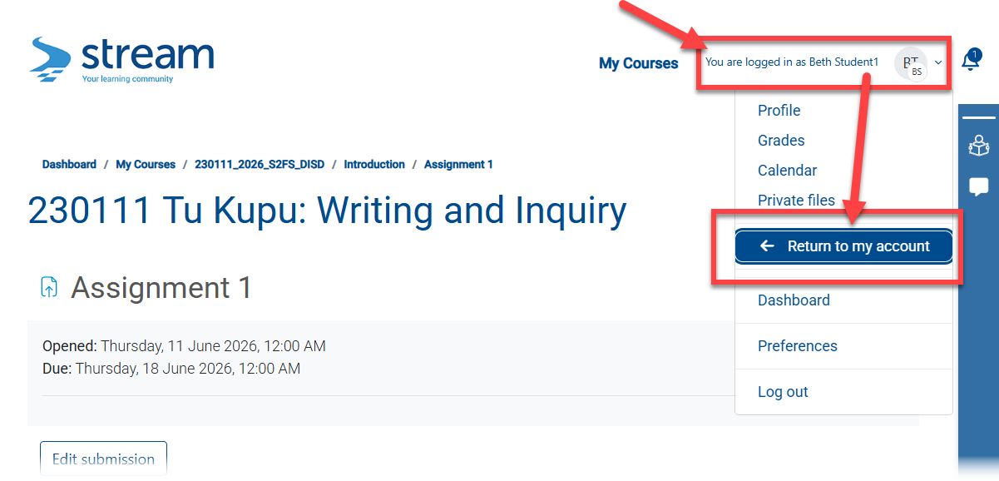 stream
Your learning community
My Courses
You are logged in as Beth Student1
BT
BS
1
Profile
Grades
Calendar
Private files
Return to my account
Dashboard
Preferences
Log out
Dashboard / My Courses / 230111_2026_S2FS_DISD / Introduction / Assignment 1
230111 Tu Kupu: Writing and Inquiry
Assignment 1
Opened: Thursday, 11 June 2026, 12:00 AM
Due: Thursday, 18 June 2026, 12:00 AM
Edit submission